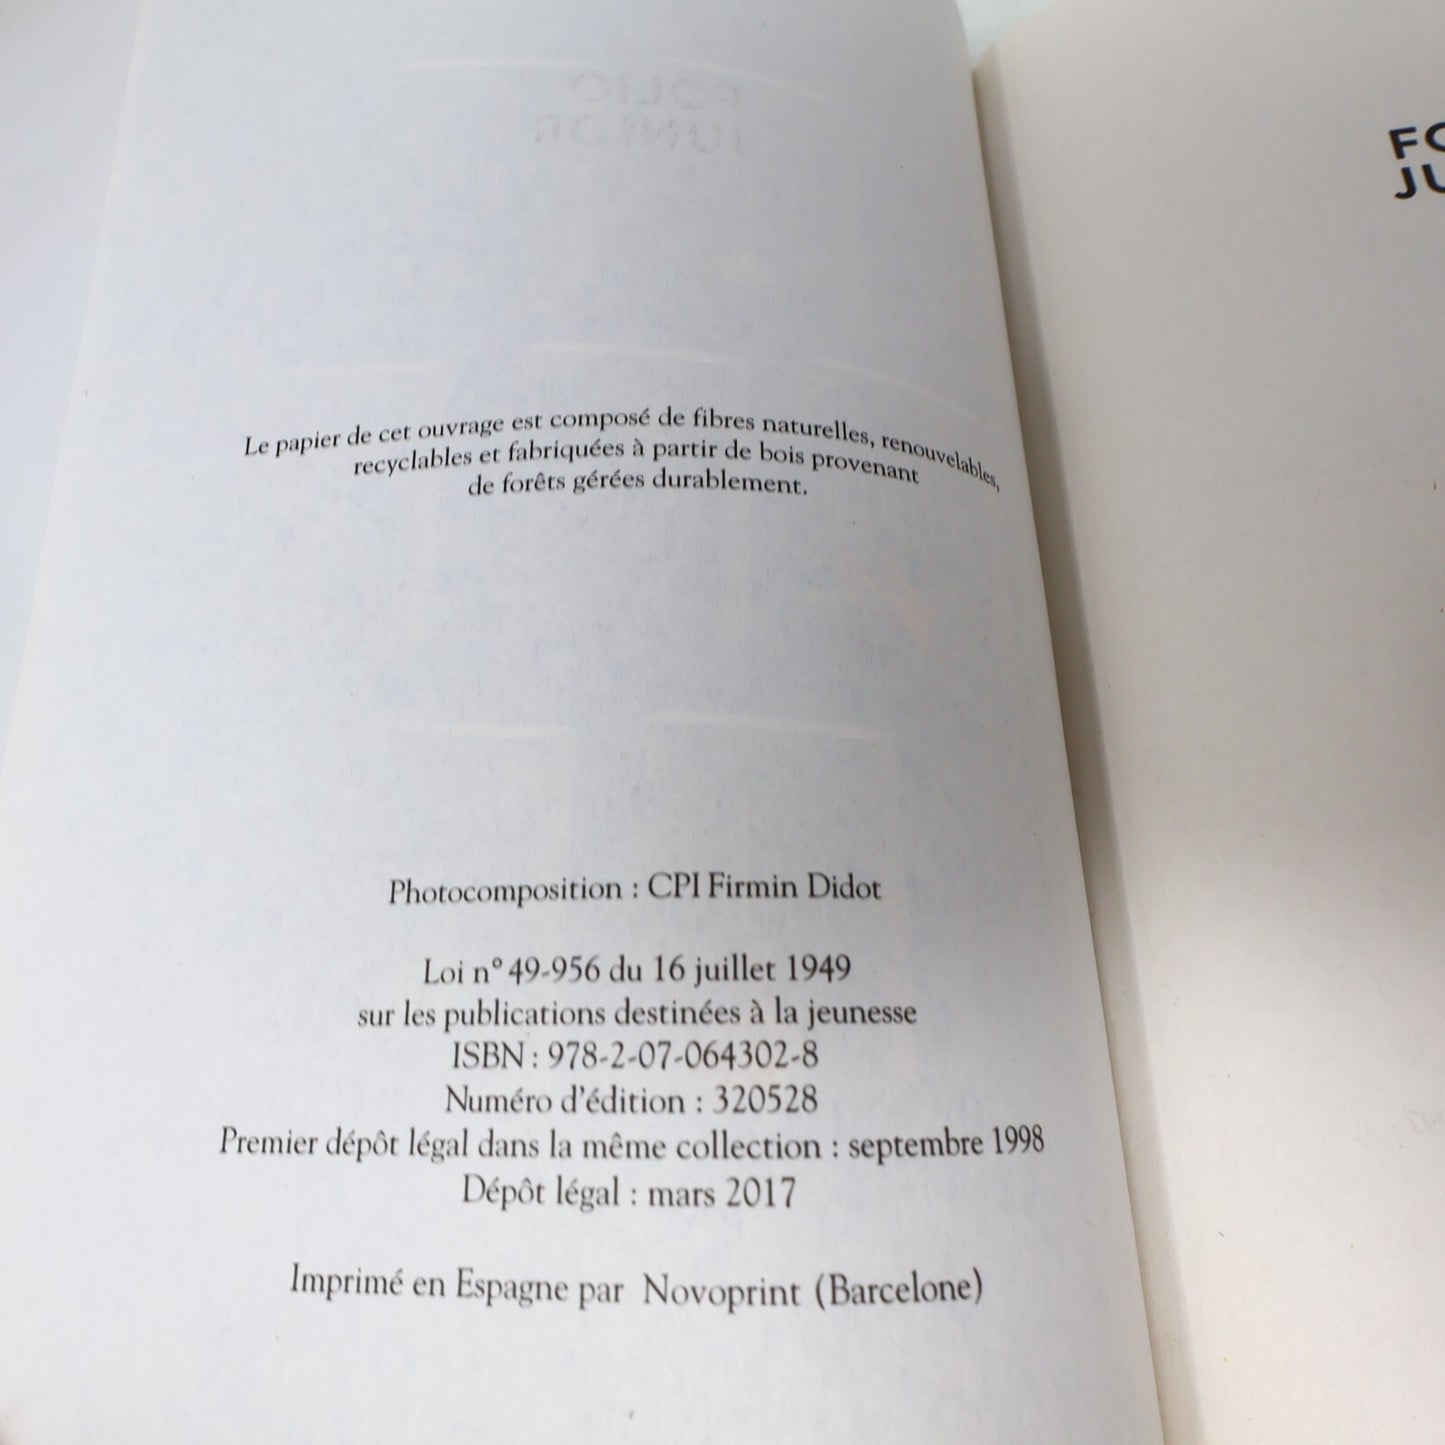 Le papier de cet ouvrage est composé de fibres naturelles, renouvelables,
recyclables et fabriquées à partir de bois provenant
de forêts gérées durablement.
Photocomposition : CPI Firmin Didot
Loi n° 49-956 du 16 juillet 1949
sur les publications destinées à la jeunesse
ISBN : 978-2-07-064302-8
Numéro d'édition : 320528
Premier dépôt légal dans la même collection : septembre 1998
Dépôt légal : mars 2017
Imprimé en Espagne par Novoprint (Barcelone)
FO
JU